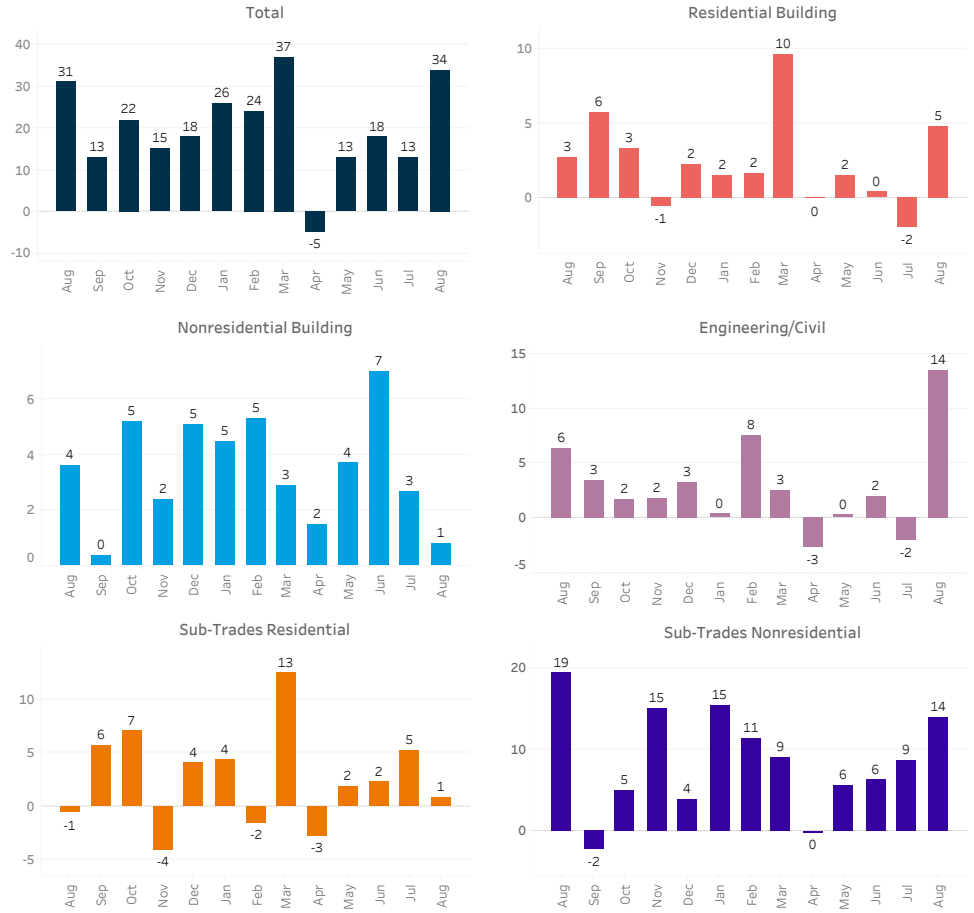 Total
40
30
20
10
0
-10
31
13
22
15
18
26
24
37
-5
13
18
13
34
Aug
Sep
Oct
Nov
Dec
Jan
Feb
Mar
Apr
May
Jun
Jul
Aug
Residential Building
10
5
0
3
6
3
-1
2
2
2
10
0
2
0
-2
5
Aug
Sep
Oct
Nov
Dec
Jan
Feb
Mar
Apr
May
Jun
Jul
Aug
Nonresidential Building
6
4
2
0
4
0
5
2
5
5
5
3
2
4
7
3
1
Aug
Sep
Oct
Nov
Dec
Jan
Feb
Mar
Apr
May
Jun
Jul
Aug
Engineering/Civil
15
10
5
0
-5
6
3
2
2
3
0
8
3
-3
0
2
-2
14
Aug
Sep
Oct
Nov
Dec
Jan
Feb
Mar
Apr
May
Jun
Jul
Aug
Sub-Trades Residential
10
5
0
-5
-1
6
7
-4
4
4
-2
13
-3
2
2
5
1
Aug
Sep
Oct
Nov
Dec
Jan
Feb
Mar
Apr
May
Jun
Jul
Aug
Sub-Trades Nonresidential
20
10
0
19
-2
5
15
4
15
11
9
0
6
6
9
14
Aug
Sep
Oct
Nov
Dec
Jan
Feb
Mar
Apr
May
Jun
Jul
Aug